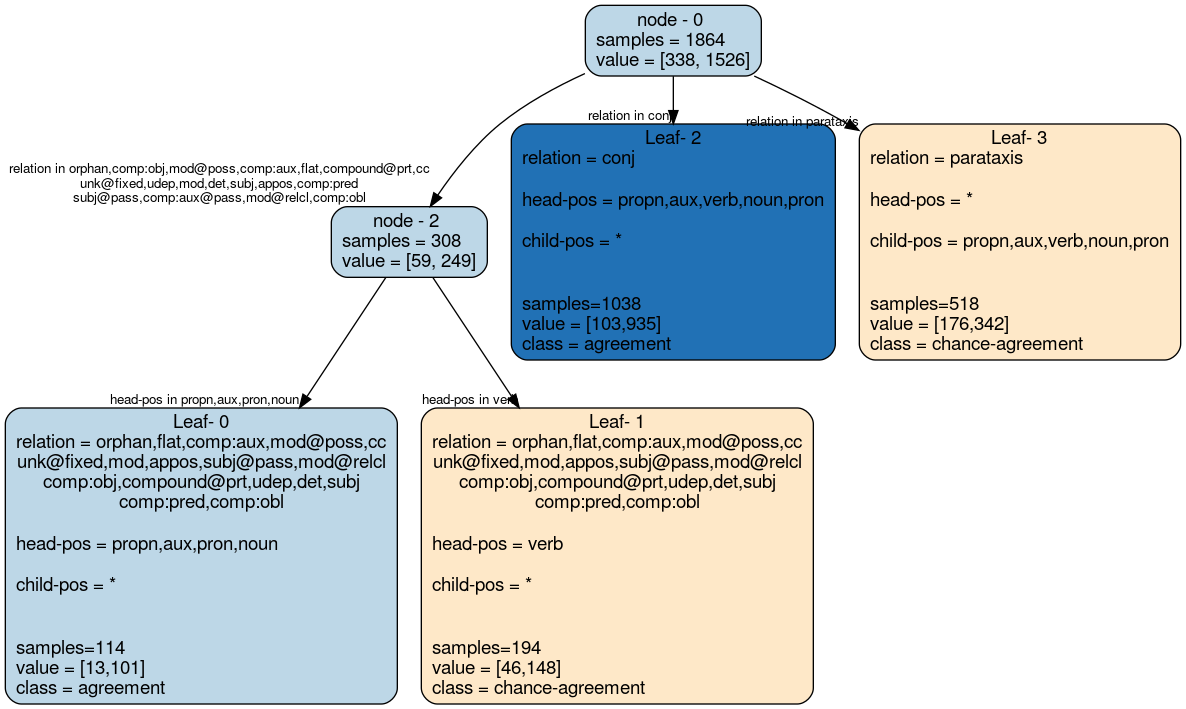 node - 0
samples = 1864
value = [338, 1526]
relation in conj
relation in parataxis
relation in orphan,comp:obj,mod@poss,comp:aux,flat,compound@prt,cc
unk@fixed,udep,mod,det,subj,appos,comp:pred
subj@pass,comp:aux@pass,mod@relcl,comp:obl
Leaf- 2
relation = conj
head-pos = propn,aux,verb,noun,pron
child-pos = *
samples=1038
value = [103,935]
class = agreement
Leaf- 3
relation = parataxis
head-pos = *
child-pos = propn,aux,verb,noun,pron
samples=518
value = [176,342]
class = chance-agreement
node - 2
samples = 308
value = [59, 249]
head-pos in propn,aux,pron,noun
head-pos in verb
Leaf- 0
relation = orphan,flat,comp:aux,mod@poss,cc
unk@fixed,mod,appos,subj@pass,mod@relcl
comp:obj,compound@prt,udep,det,subj
comp:pred,comp:obl
head-pos = propn,aux,pron,noun
child-pos = *
samples=114
value = [13,101]
class = agreement
Leaf- 1
relation = orphan,flat,comp:aux,mod@poss,cc
unk@fixed,mod,appos,subj@pass,mod@relcl
comp:obj,compound@prt,udep,det,subj
comp:pred,comp:obl
head-pos = verb
child-pos = *
samples=194
value = [46,148]
class = chance-agreement